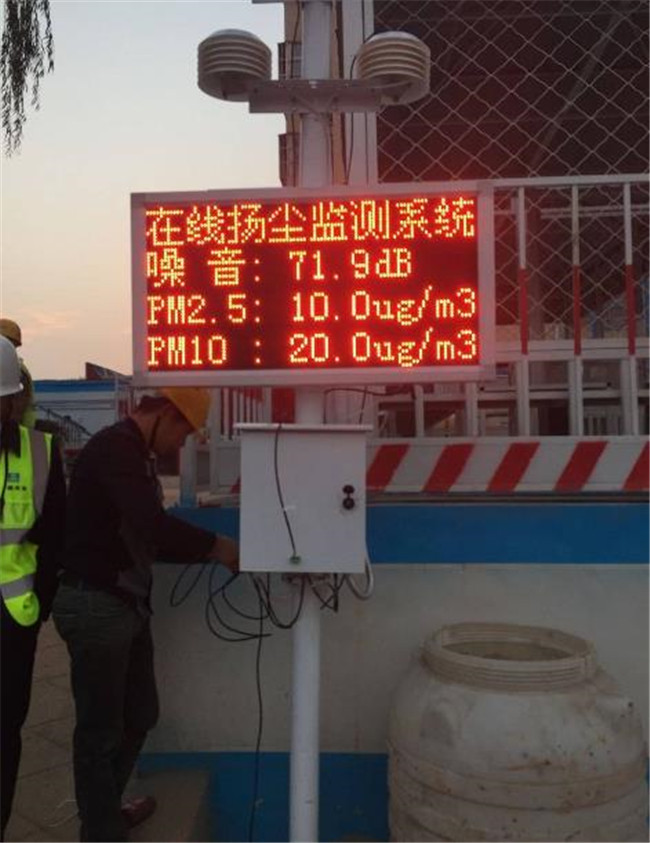 在线扬尘监测系统
噪 音: 71.9dB
PM2.5: 10.0ug/m3
PM10 : 20.0ug/m3